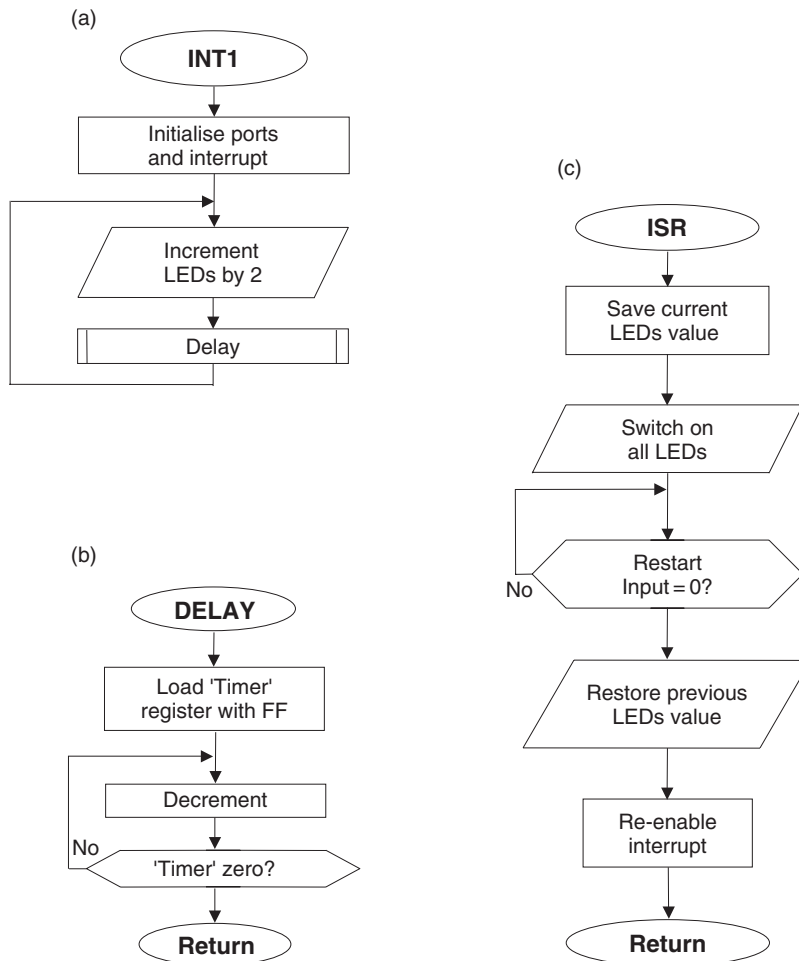 (a)
INT1
Initialise ports
and interrupt
Increment
LEDs by 2
Delay
(b)
DELAY
Load 'Timer'
register with FF
Decrement
No
'Timer' zero?
Return
(c)
ISR
Save current
LEDs value
Switch on
all LEDs
Restart
Input = 0?
No
Restore previous
LEDs value
Re-enable
interrupt
Return